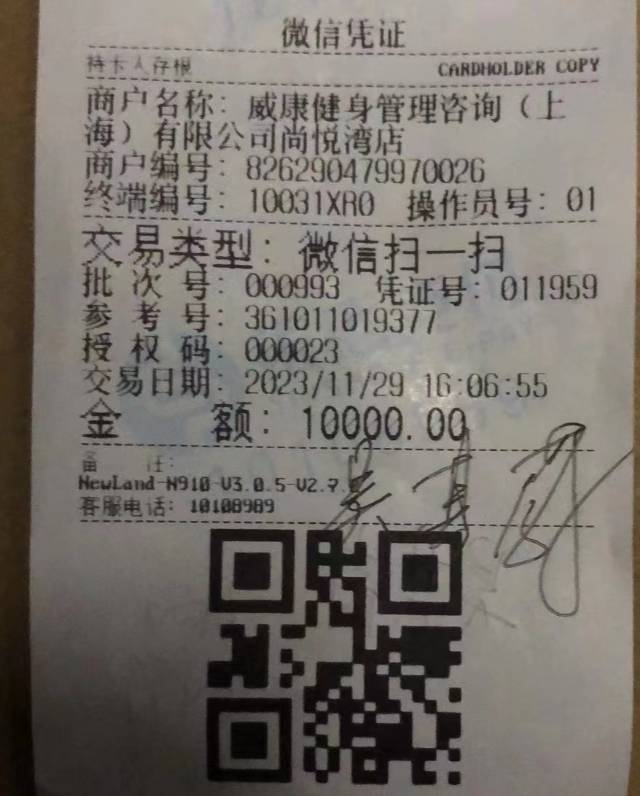 微信凭证
持卡人存根 CARDHOLDER COPY
商户名称: 威康健身管理咨询（上
海）有限公司尚悦湾店
商户编号: 826290479970026
终端编号: 10031XR0 操作员号: 01
交易类型: 微信扫一扫
批次号: 000993 凭证号: 011959
参考号: 361011019377
授权码: 000023
交易日期: 2023/11/29 16:06:55
金额: 10000.00
备注:
NewLand-N910-V3.0.5-V2.7.
客服电话: 10108989